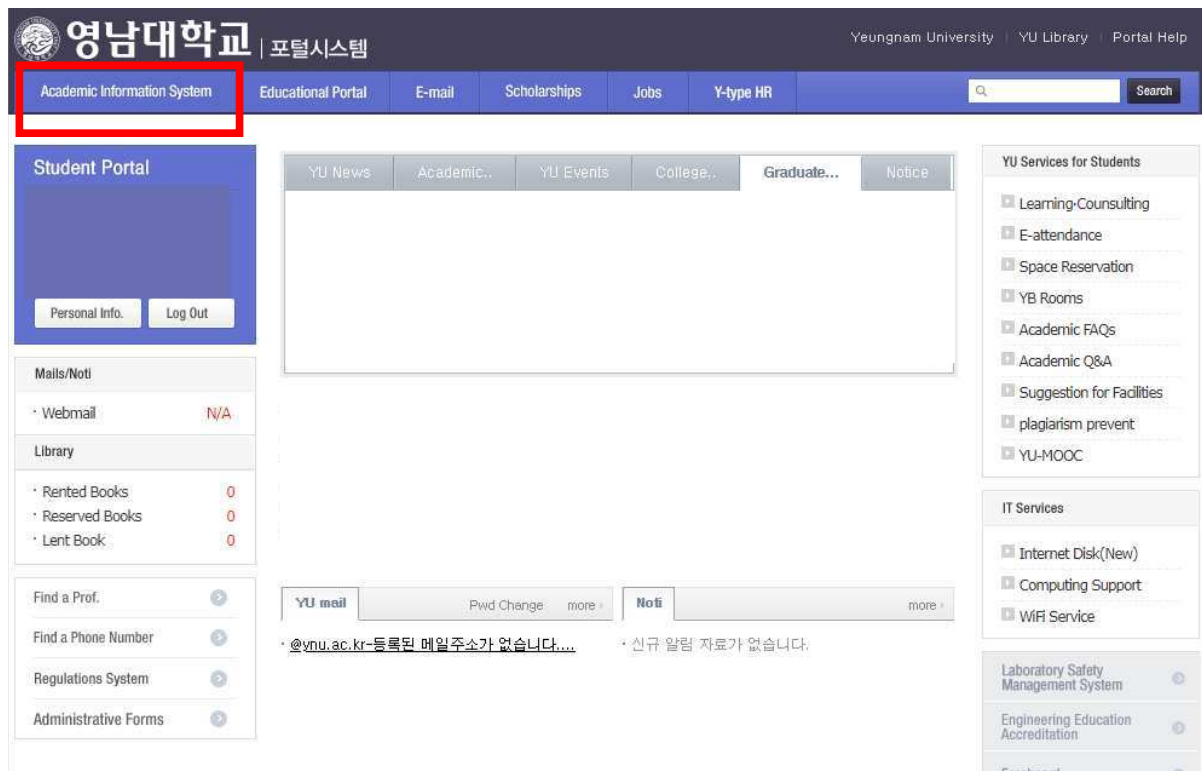 영남대학교 | 포털시스템
Yeungnam University | YU Library | Portal Help
Academic Information System
Educational Portal
E-mail
Scholarships
Jobs
Y-type HR
Search
Student Portal
Personal Info.
Log Out
Mails/Noti
· Webmail N/A
Library
· Rented Books 0
· Reserved Books 0
· Lent Book 0
Find a Prof.
Find a Phone Number
Regulations System
Administrative Forms
YU News
Academic..
YU Events
College..
Graduate...
Notice
YU mail
Pwd Change
more
· @ynu.ac.kr-등록된 메일주소가 없습니다....
Noti
more
· 신규 알림 자료가 없습니다.
YU Services for Students
Learning·Counsulting
E-attendance
Space Reservation
YB Rooms
Academic FAQs
Academic Q&A
Suggestion for Facilities
plagiarism prevent
YU-MOOC
IT Services
Internet Disk(New)
Computing Support
WiFi Service
Laboratory Safety
Management System
Engineering Education
Accreditation